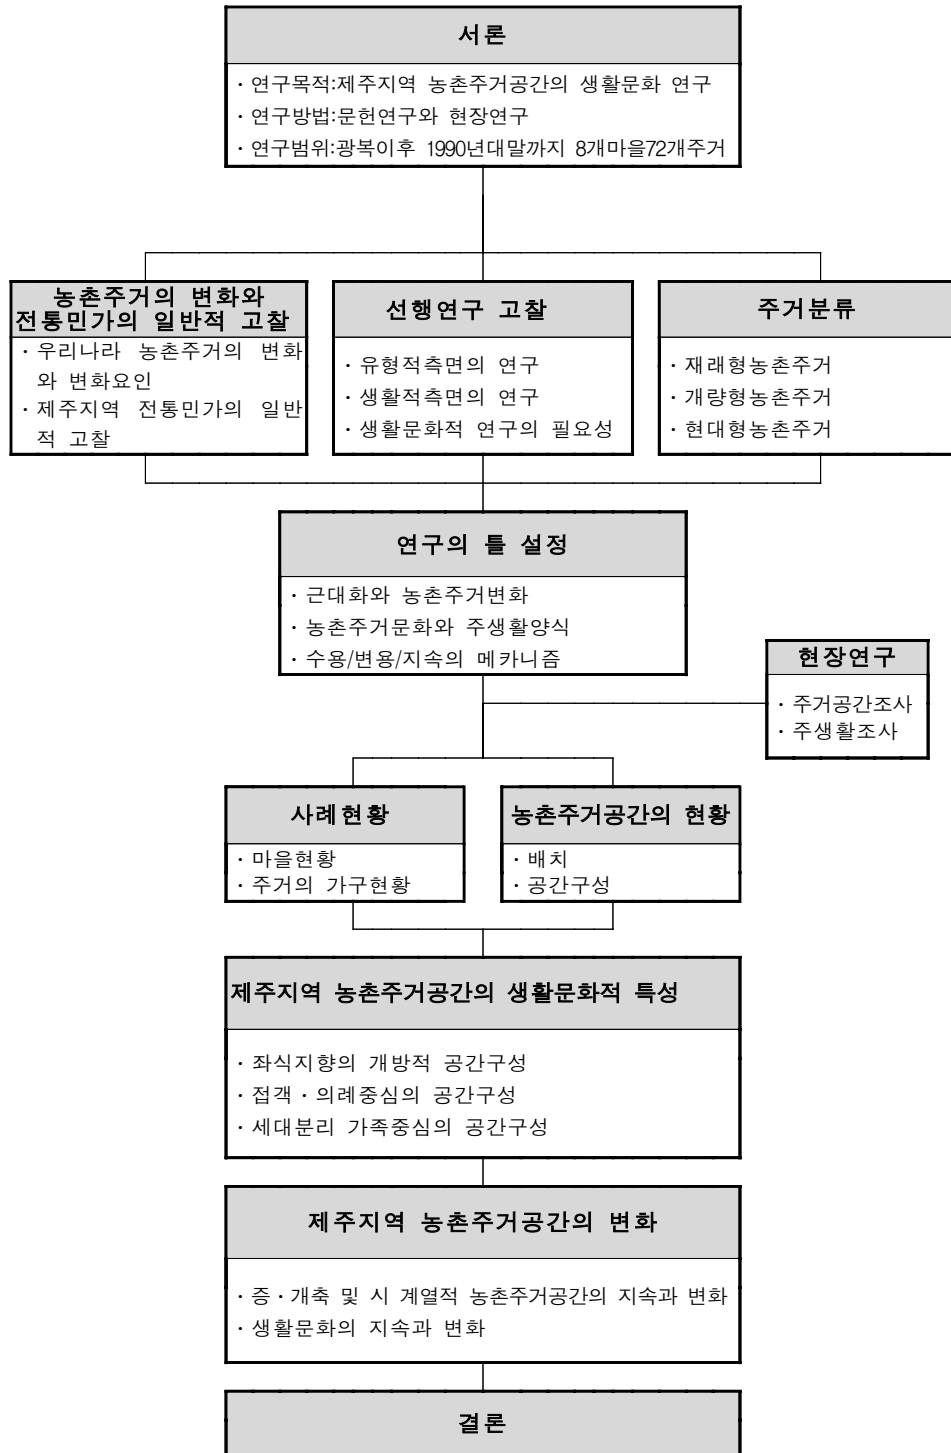 서론
· 연구목적:제주지역 농촌주거공간의 생활문화 연구
· 연구방법:문헌연구와 현장연구
· 연구범위:광복이후 1990년대말까지 8개마을72개주거
농촌주거의 변화와
전통민가의 일반적 고찰
· 우리나라 농촌주거의 변화
와 변화요인
· 제주지역 전통민가의 일반
적 고찰
선행연구 고찰
· 유형적측면의 연구
· 생활적측면의 연구
· 생활문화적 연구의 필요성
주거분류
· 재래형농촌주거
· 개량형농촌주거
· 현대형농촌주거
연구의 틀 설정
· 근대화와 농촌주거변화
· 농촌주거문화와 주생활양식
· 수용/변용/지속의 메카니즘
현장연구
· 주거공간조사
· 주생활조사
사례현황
· 마을현황
· 주거의 가구현황
농촌주거공간의 현황
· 배치
· 공간구성
제주지역 농촌주거공간의 생활문화적 특성
· 좌식지향의 개방적 공간구성
· 접객·의례중심의 공간구성
· 세대분리 가족중심의 공간구성
제주지역 농촌주거공간의 변화
· 증·개축 및 시 계열적 농촌주거공간의 지속과 변화
· 생활문화의 지속과 변화
결론